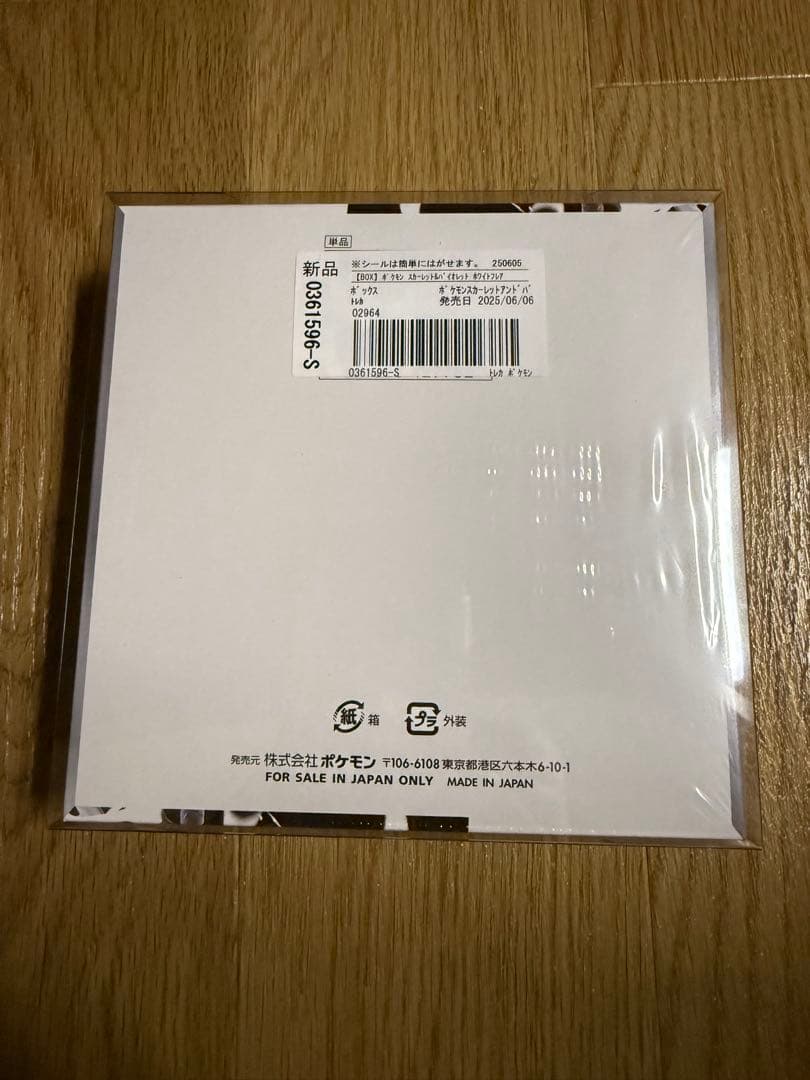 単品
新品
※シールは簡単にはがせます。 250605
【BOX】ﾎﾟｹﾓﾝ ｽｶｰﾚｯﾄ&ﾊﾞｲｵﾚｯﾄ ﾎﾜｲﾄﾌﾚｱ
ﾎﾞｯｸｽ ﾎﾟｹﾓﾝｽｶｰﾚｯﾄｱﾝﾄﾞﾊﾞ
ﾄﾚｶ 発売日 2025/06/06
02964
0361596-S
0361596-S ﾄﾚｶ ﾎﾟｹﾓﾝ
紙 箱 プラ 外装
発売元 株式会社 ポケモン 〒106-6108 東京都港区六本木6-10-1
FOR SALE IN JAPAN ONLY MADE IN JAPAN